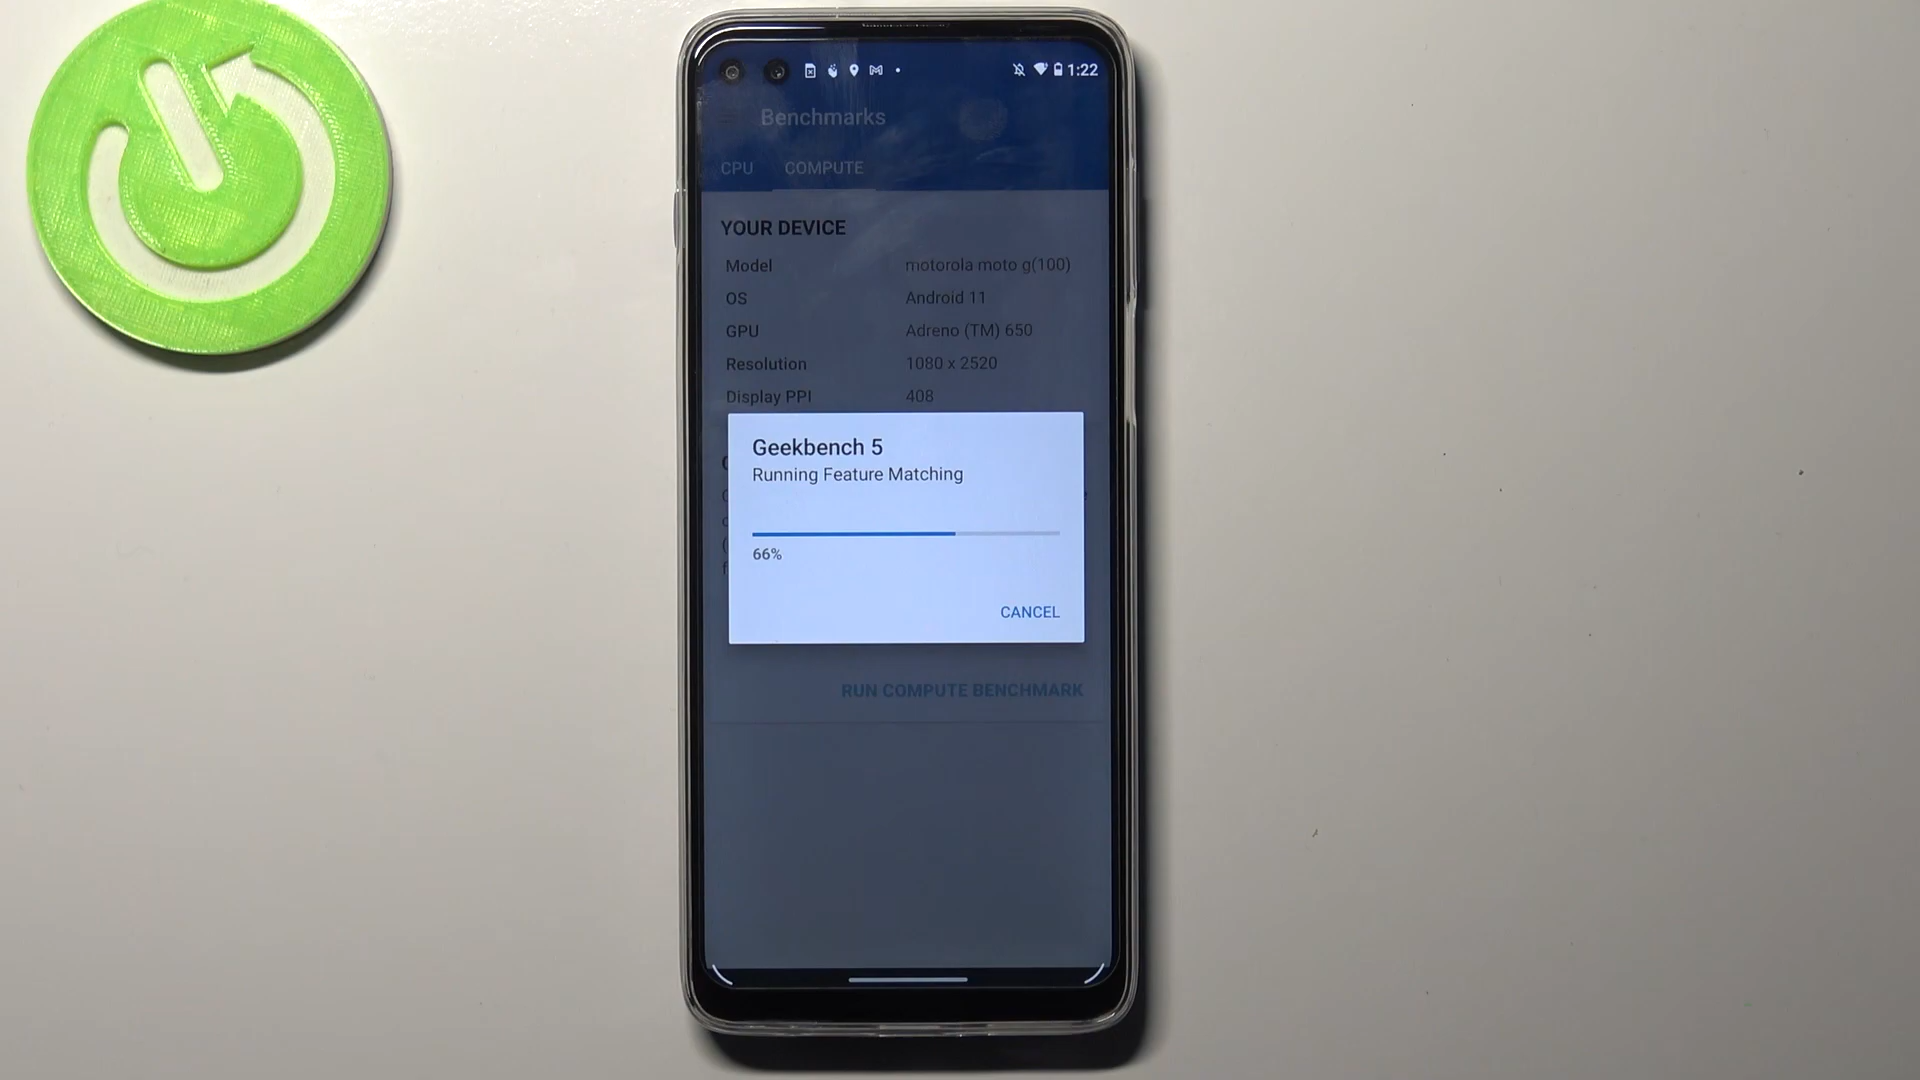 1:22
Benchmarks
CPU COMPUTE
YOUR DEVICE
Model motorola moto g(100)
OS Android 11
GPU Adreno (TM) 650
Resolution 1080 x 2520
Display PPI 408
Geekbench 5
Running Feature Matching
66%
CANCEL
RUN COMPUTE BENCHMARK